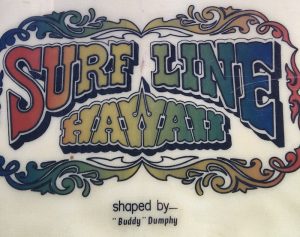 SURF LINE
HAWAII
shaped by
"Buddy" Dumphy